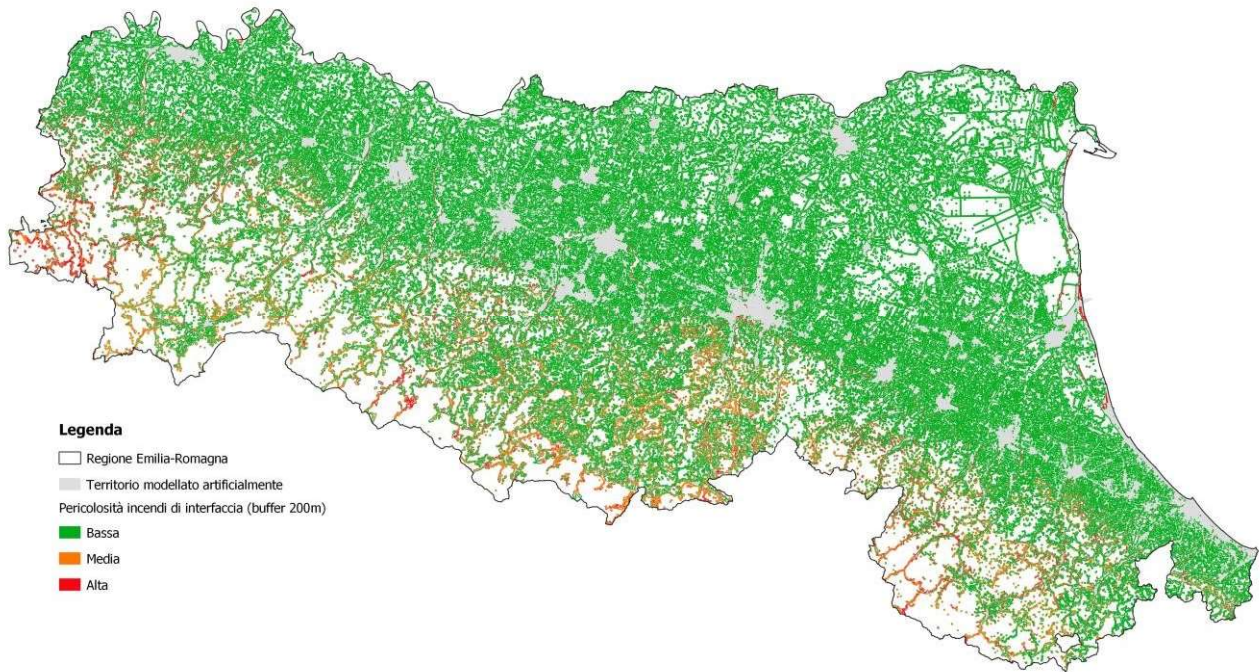 Legenda
Regione Emilia-Romagna
Territorio modellato artificialmente
Pericolosità incendi di interfaccia (buffer 200m)
Bassa
Media
Alta